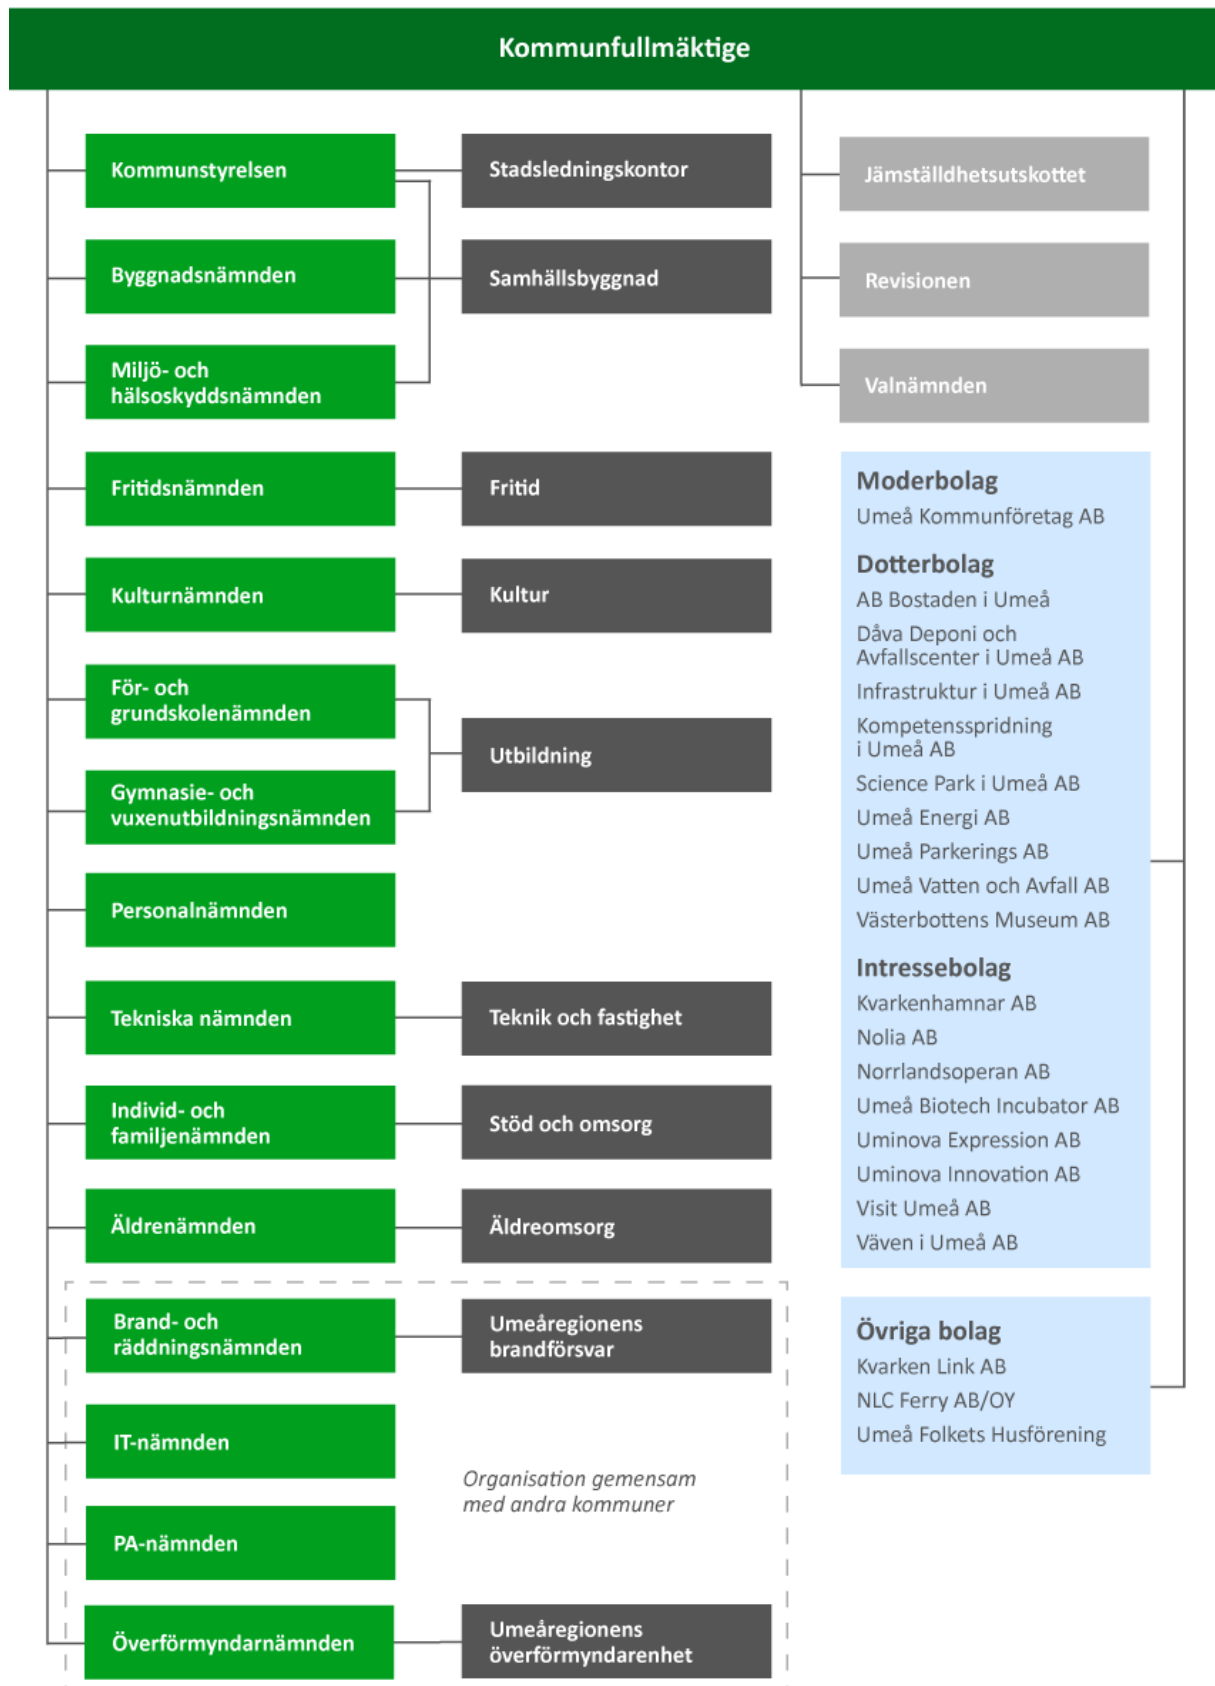 Kommunfullmäktige
Kommunstyrelsen
Stadsledningskontor
Byggnadsnämnden
Samhällsbyggnad
Miljö- och
hälsoskyddsnämnden
Fritidsnämnden
Fritid
Kulturnämnden
Kultur
För- och
grundskolenämnden
Gymnasie- och
vuxenutbildningsnämnden
Utbildning
Personalnämnden
Tekniska nämnden
Teknik och fastighet
Individ- och
familjenämnden
Stöd och omsorg
Äldrenämnden
Äldreomsorg
Brand- och
räddningsnämnden
Umeåregionens
brandförsvar
IT-nämnden
Organisation gemensam
med andra kommuner
PA-nämnden
Överförmyndarnämnden
Umeåregionens
överförmyndarenhet
Jämställdhetsutskottet
Revisionen
Valnämnden
Moderbolag
Umeå Kommunföretag AB
Dotterbolag
AB Bostaden i Umeå
Dåva Deponi och
Avfallscenter i Umeå AB
Infrastruktur i Umeå AB
Kompetensspridning
i Umeå AB
Science Park i Umeå AB
Umeå Energi AB
Umeå Parkerings AB
Umeå Vatten och Avfall AB
Västerbottens Museum AB
Intressebolag
Kvarkenhamnar AB
Nolia AB
Norrlandsoperan AB
Umeå Biotech Incubator AB
Uminova Expression AB
Uminova Innovation AB
Visit Umeå AB
Väven i Umeå AB
Övriga bolag
Kvarken Link AB
NLC Ferry AB/OY
Umeå Folkets Husförening